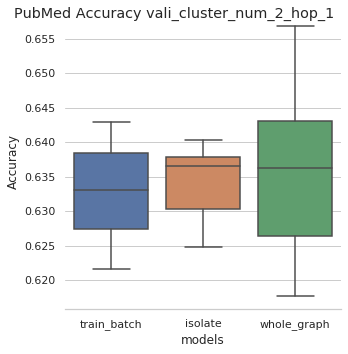 PubMed Accuracy vali_cluster_num_2_hop_1
0.655
0.650
0.645
0.640
0.635
0.630
0.625
0.620
Accuracy
train_batch isolate whole_graph
models